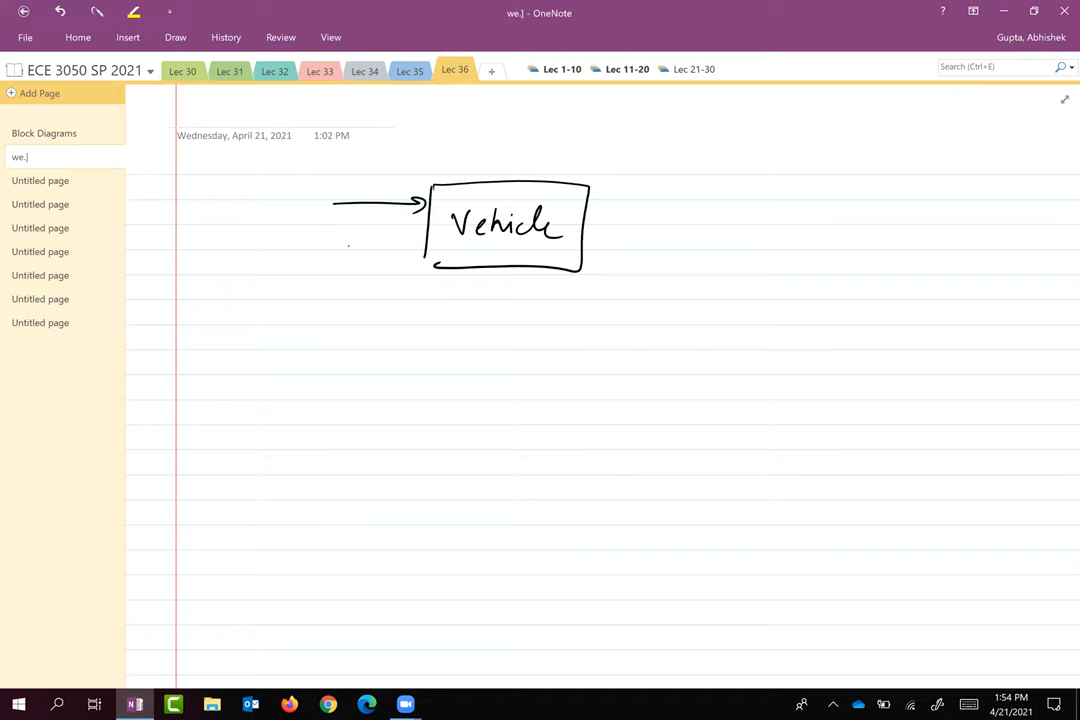 we.] - OneNote
?
Gupta, Abhishek
File Home Insert Draw History Review View
ECE 3050 SP 2021
Lec 30 Lec 31 Lec 32 Lec 33 Lec 34 Lec 35 Lec 36 + Lec 1-10 Lec 11-20 Lec 21-30
Search (Ctrl+E)
+ Add Page
Block Diagrams
we.]
Untitled page
Untitled page
Untitled page
Untitled page
Untitled page
Untitled page
Untitled page
Wednesday, April 21, 2021 1:02 PM
Vehicle
1:54 PM
4/21/2021